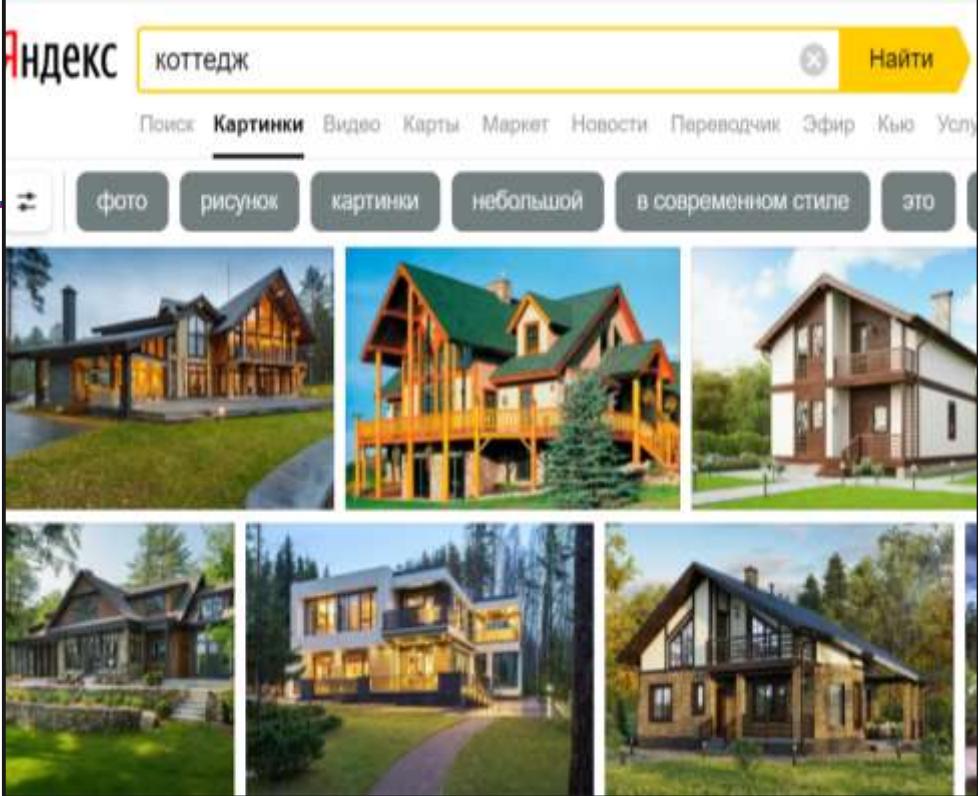 Яндекс коттедж Найти
Поиск Картинки Видео Карты Маркет Новости Переводчик Эфир Кью Услу
фото рисунок картинки небольшой в современном стиле это